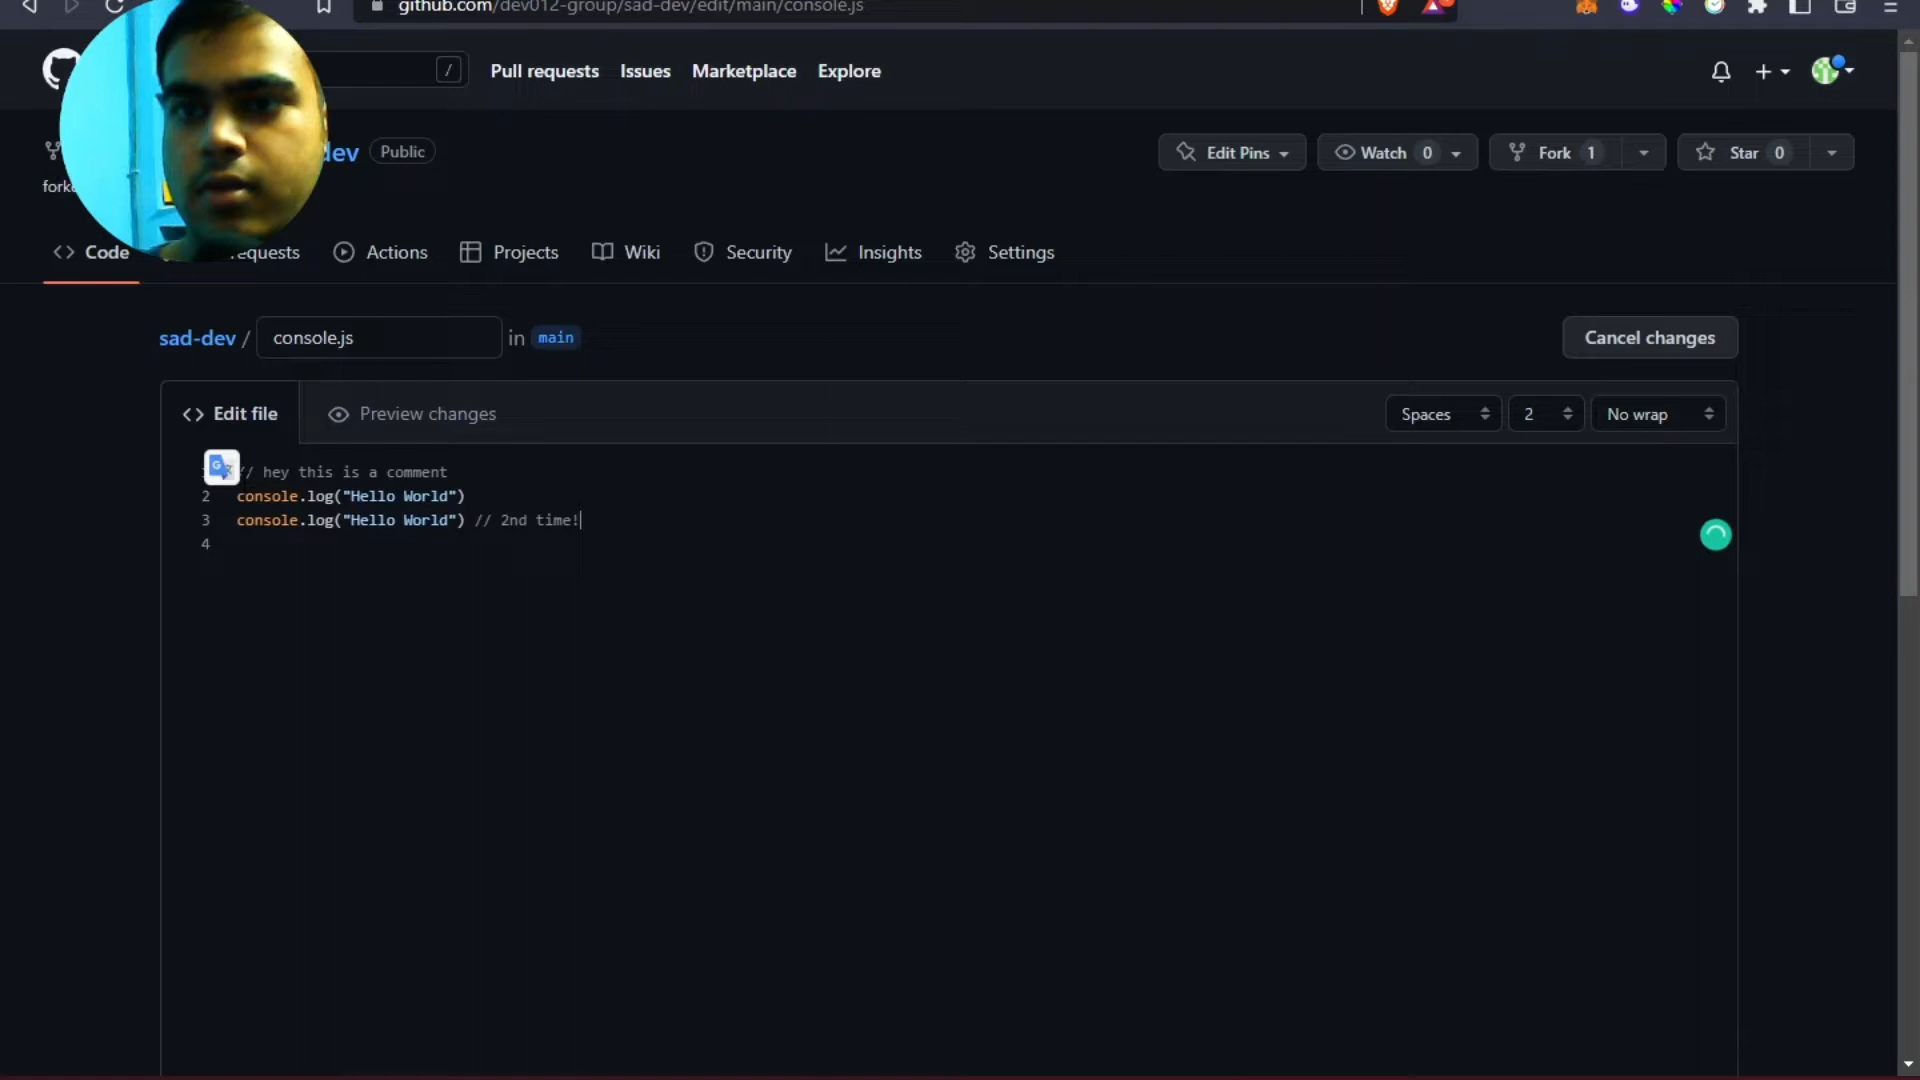 github.com/dev012-group/sad-dev/edit/main/console.js
/ Pull requests Issues Marketplace Explore
dev Public Edit Pins Watch 0 Fork 1 Star 0
forke
Code equests Actions Projects Wiki Security Insights Settings
sad-dev / console.js in main Cancel changes
Edit file Preview changes Spaces 2 No wrap
// hey this is a comment
2 console.log("Hello World")
3 console.log("Hello World") // 2nd time!
4